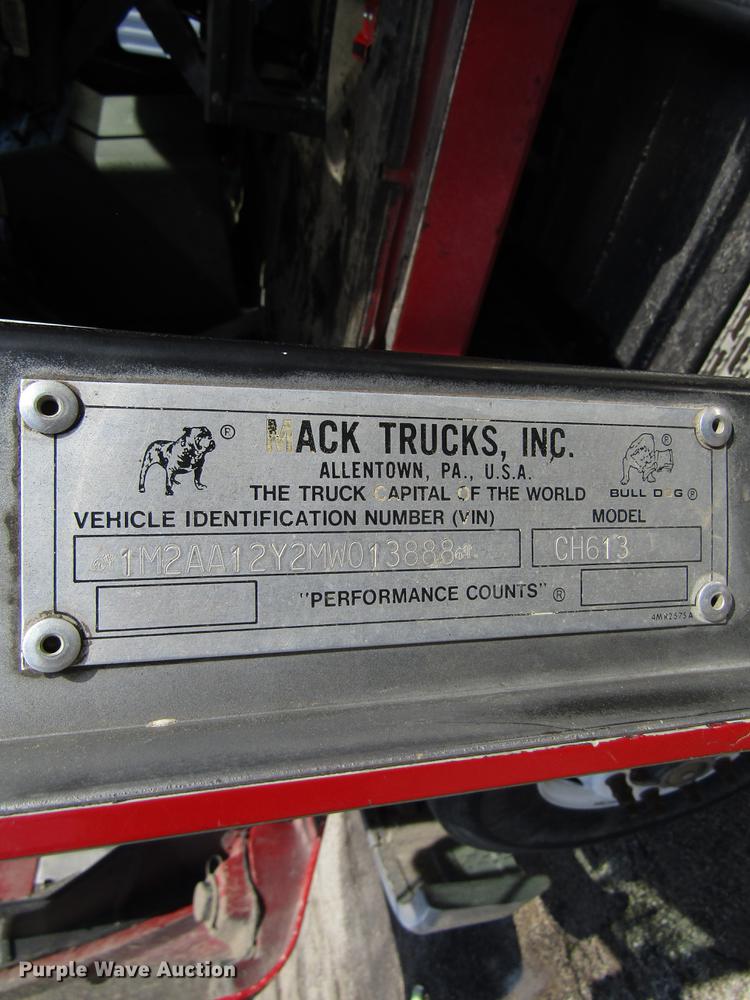 MACK TRUCKS, INC.
ALLENTOWN, PA., U.S.A.
THE TRUCK CAPITAL OF THE WORLD
BULL DOG ®
®
®
VEHICLE IDENTIFICATION NUMBER (VIN)
MODEL
1M2AA12Y2MW013888
CH613
"PERFORMANCE COUNTS" ®
4MR2575A
Purple Wave Auction